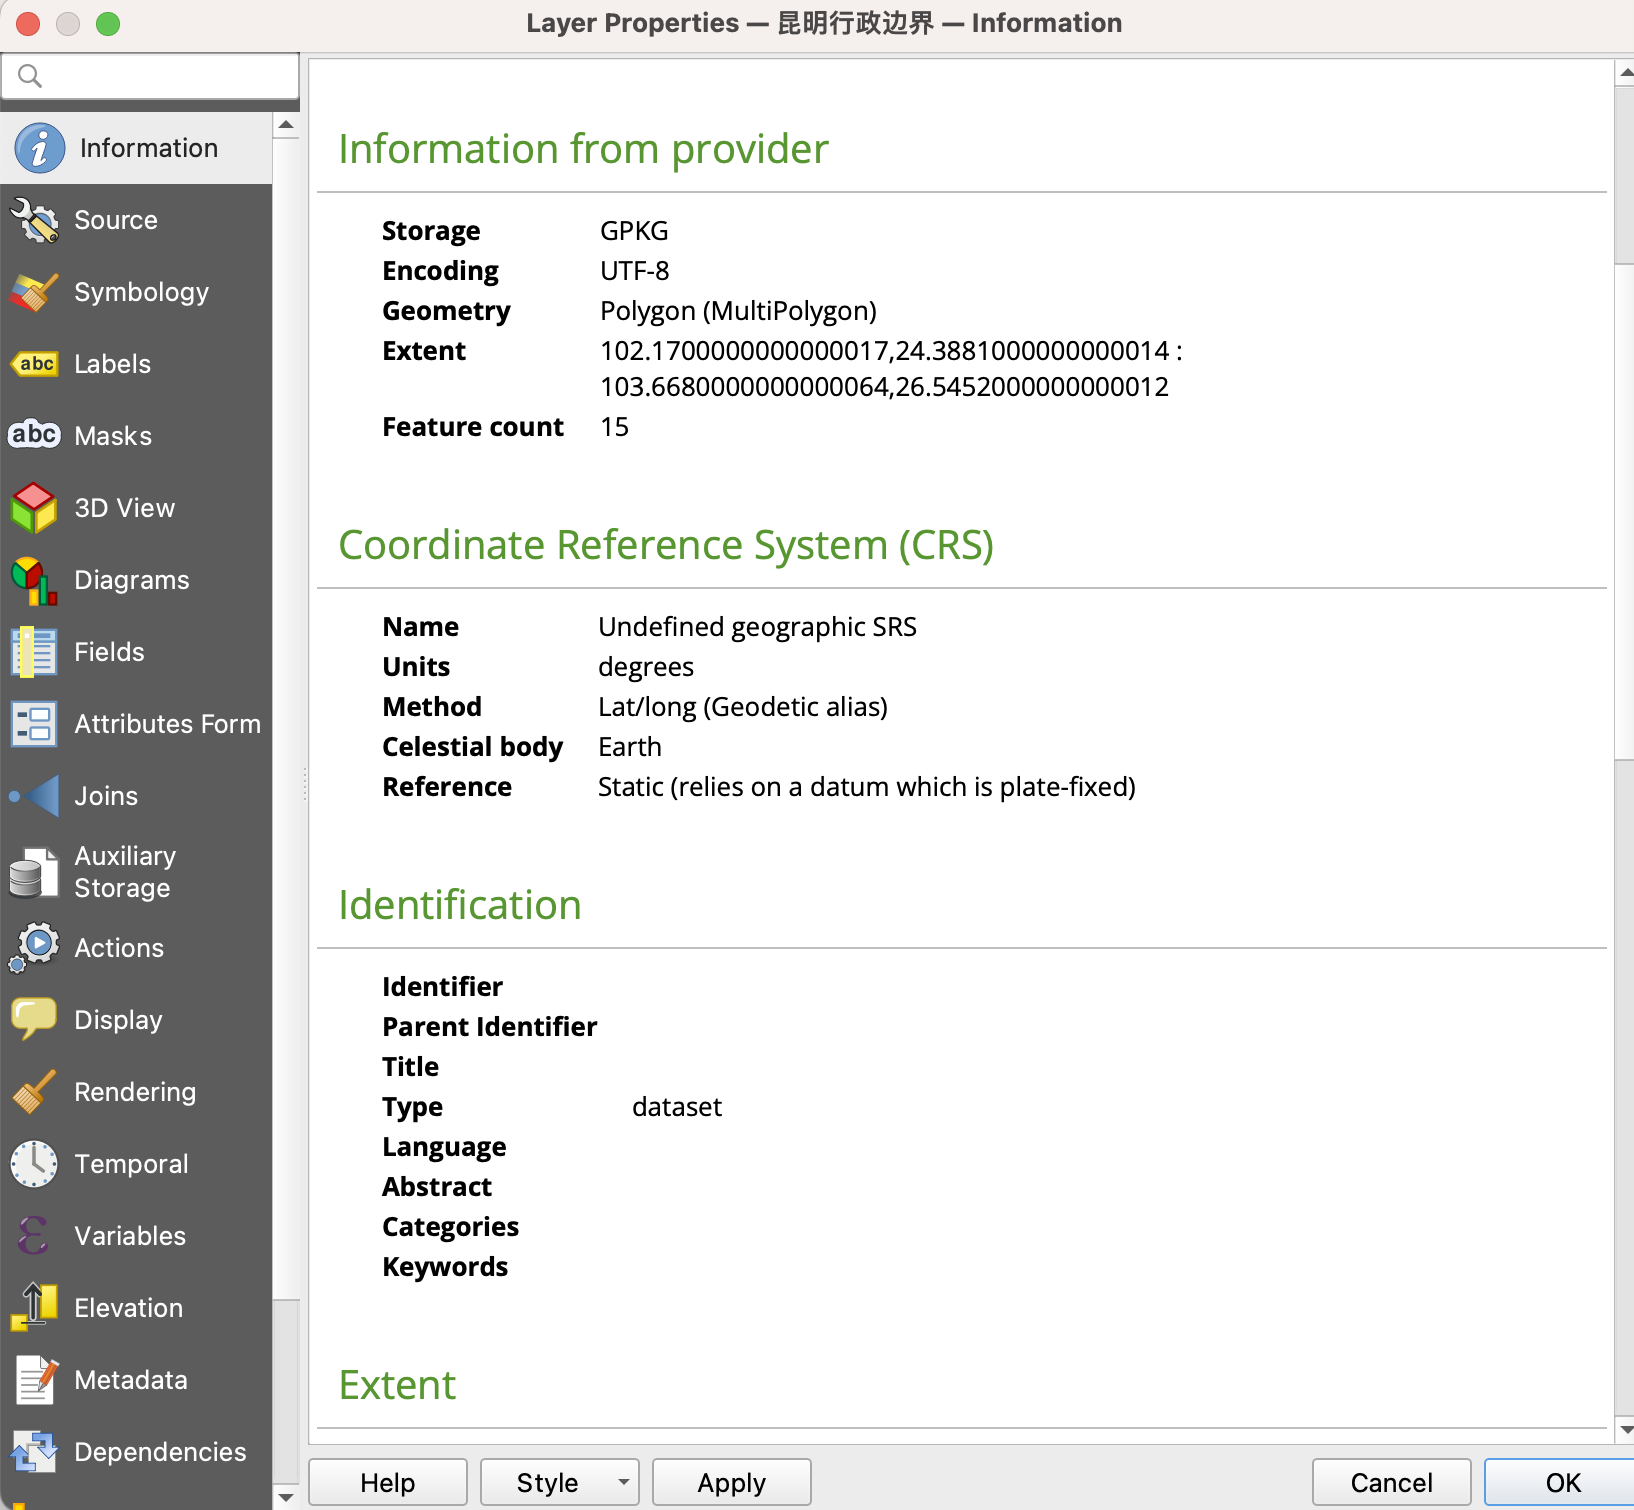 Layer Properties — 昆明行政边界 — Information
Information
Source
Symbology
abc Labels
abc Masks
3D View
Diagrams
Fields
Attributes Form
Joins
Auxiliary
Storage
Actions
Display
Rendering
Temporal
Variables
Elevation
Metadata
Dependencies
Information from provider
Storage GPKG
Encoding UTF-8
Geometry Polygon (MultiPolygon)
Extent 102.1700000000000017,24.3881000000000014 :
103.6680000000000064,26.5452000000000012
Feature count 15
Coordinate Reference System (CRS)
Name Undefined geographic SRS
Units degrees
Method Lat/long (Geodetic alias)
Celestial body Earth
Reference Static (relies on a datum which is plate-fixed)
Identification
Identifier
Parent Identifier
Title
Type dataset
Language
Abstract
Categories
Keywords
Extent
Help Style Apply Cancel OK